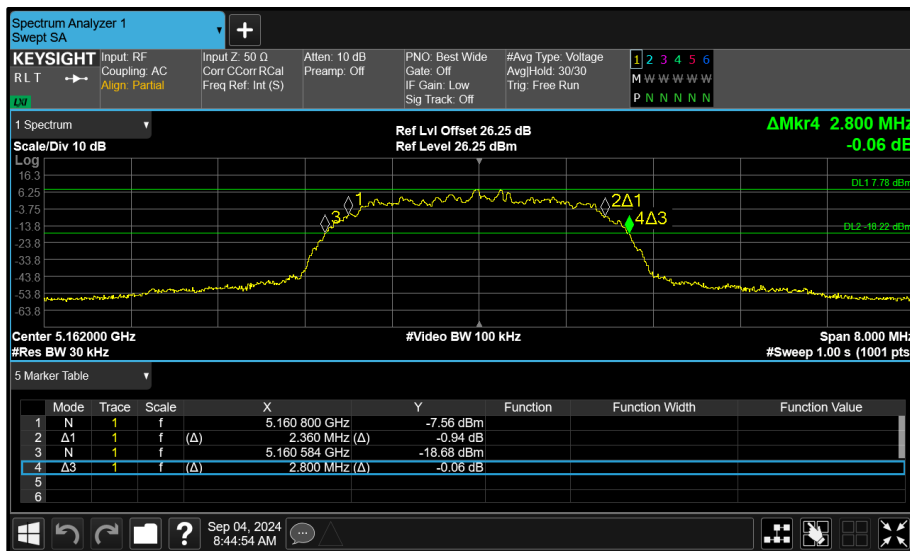 Spectrum Analyzer 1
Swept SA
KEYSIGHT
R L T
LXI
Input: RF
Coupling: AC
Align: Partial
Input Z: 50 Ω
Corr CCorr RCal
Freq Ref: Int (S)
Atten: 10 dB
Preamp: Off
PNO: Best Wide
Gate: Off
IF Gain: Low
Sig Track: Off
#Avg Type: Voltage
Avg|Hold: 30/30
Trig: Free Run
1 2 3 4 5 6
M W W W W W
P N N N N N
1 Spectrum
Scale/Div 10 dB
Ref Lvl Offset 26.25 dB
Ref Level 26.25 dBm
ΔMkr4 2.800 MHz
-0.06 dB
Log
16.3
6.25
-3.75
-13.8
-23.8
-33.8
-43.8
-53.8
-63.8
DL1 7.78 dBm
1
2Δ1
3
4Δ3
DL2 -18.22 dBm
Center 5.162000 GHz
#Video BW 100 kHz
Span 8.000 MHz
#Res BW 30 kHz
#Sweep 1.00 s (1001 pts
5 Marker Table
Mode Trace Scale X Y Function Function Width Function Value
1 N 1 f 5.160 800 GHz -7.56 dBm
2 Δ1 1 f (Δ) 2.360 MHz (Δ) -0.94 dB
3 N 1 f 5.160 584 GHz -18.68 dBm
4 Δ3 1 f (Δ) 2.800 MHz (Δ) -0.06 dB
5
6
?
Sep 04, 2024
8:44:54 AM